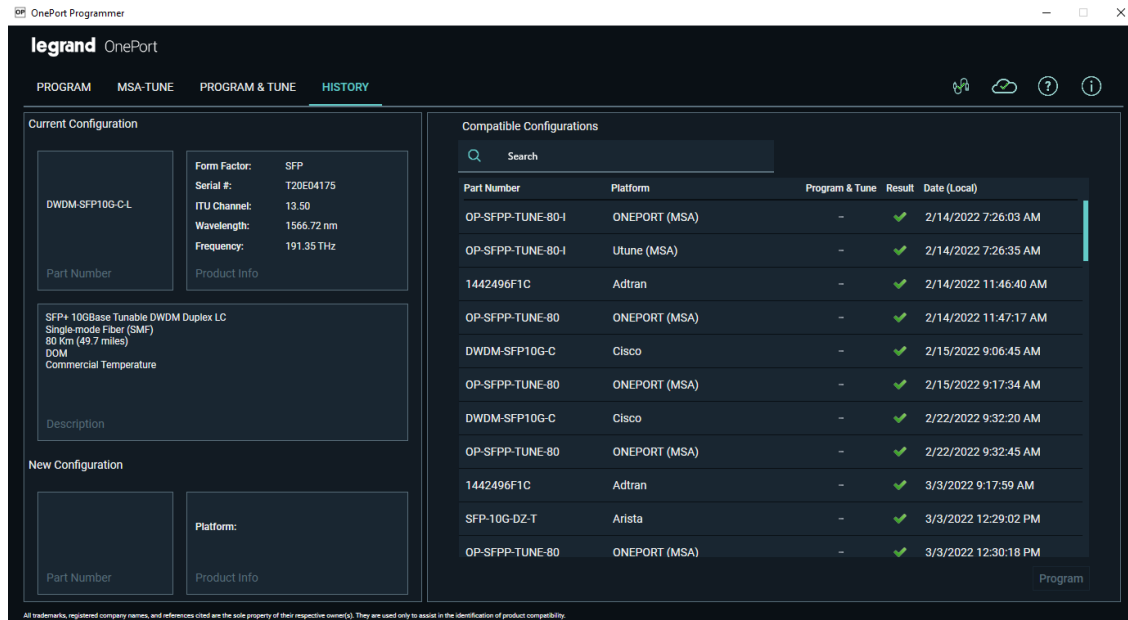 OP OnePort Programmer
legrand OnePort
PROGRAM MSA-TUNE PROGRAM & TUNE HISTORY
Current Configuration
DWDM-SFP10G-C-L
Part Number
Form Factor: SFP
Serial #: T20E04175
ITU Channel: 13.50
Wavelength: 1566.72 nm
Frequency: 191.35 THz
Product Info
SFP+ 10GBase Tunable DWDM Duplex LC
Single-mode Fiber (SMF)
80 Km (49.7 miles)
DOM
Commercial Temperature
Description
New Configuration
Part Number
Platform:
Product Info
Compatible Configurations
Search
Part Number Platform Program & Tune Result Date (Local)
OP-SFPP-TUNE-80-I ONEPORT (MSA) – 2/14/2022 7:26:03 AM
OP-SFPP-TUNE-80-I Utune (MSA) – 2/14/2022 7:26:35 AM
1442496F1C Adtran – 2/14/2022 11:46:40 AM
OP-SFPP-TUNE-80 ONEPORT (MSA) – 2/14/2022 11:47:17 AM
DWDM-SFP10G-C Cisco – 2/15/2022 9:06:45 AM
OP-SFPP-TUNE-80 ONEPORT (MSA) – 2/15/2022 9:17:34 AM
DWDM-SFP10G-C Cisco – 2/22/2022 9:32:20 AM
OP-SFPP-TUNE-80 ONEPORT (MSA) – 2/22/2022 9:32:45 AM
1442496F1C Adtran – 3/3/2022 9:17:59 AM
SFP-10G-DZ-T Arista – 3/3/2022 12:29:02 PM
OP-SFPP-TUNE-80 ONEPORT (MSA) – 3/3/2022 12:30:18 PM
Program
All trademarks, registered company names, and references cited are the sole property of their respective owner(s). They are used only to assist in the identification of product compatibility.